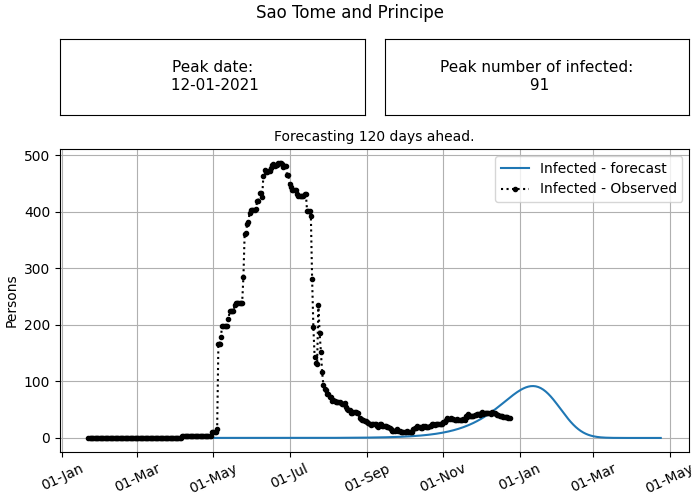 Sao Tome and Principe
Peak date:
12-01-2021
Peak number of infected:
91
Forecasting 120 days ahead.
Infected - forecast
Infected - Observed
Persons
500
400
300
200
100
0
01-Jan
01-Mar
01-May
01-Jul
01-Sep
01-Nov
01-Jan
01-Mar
01-May